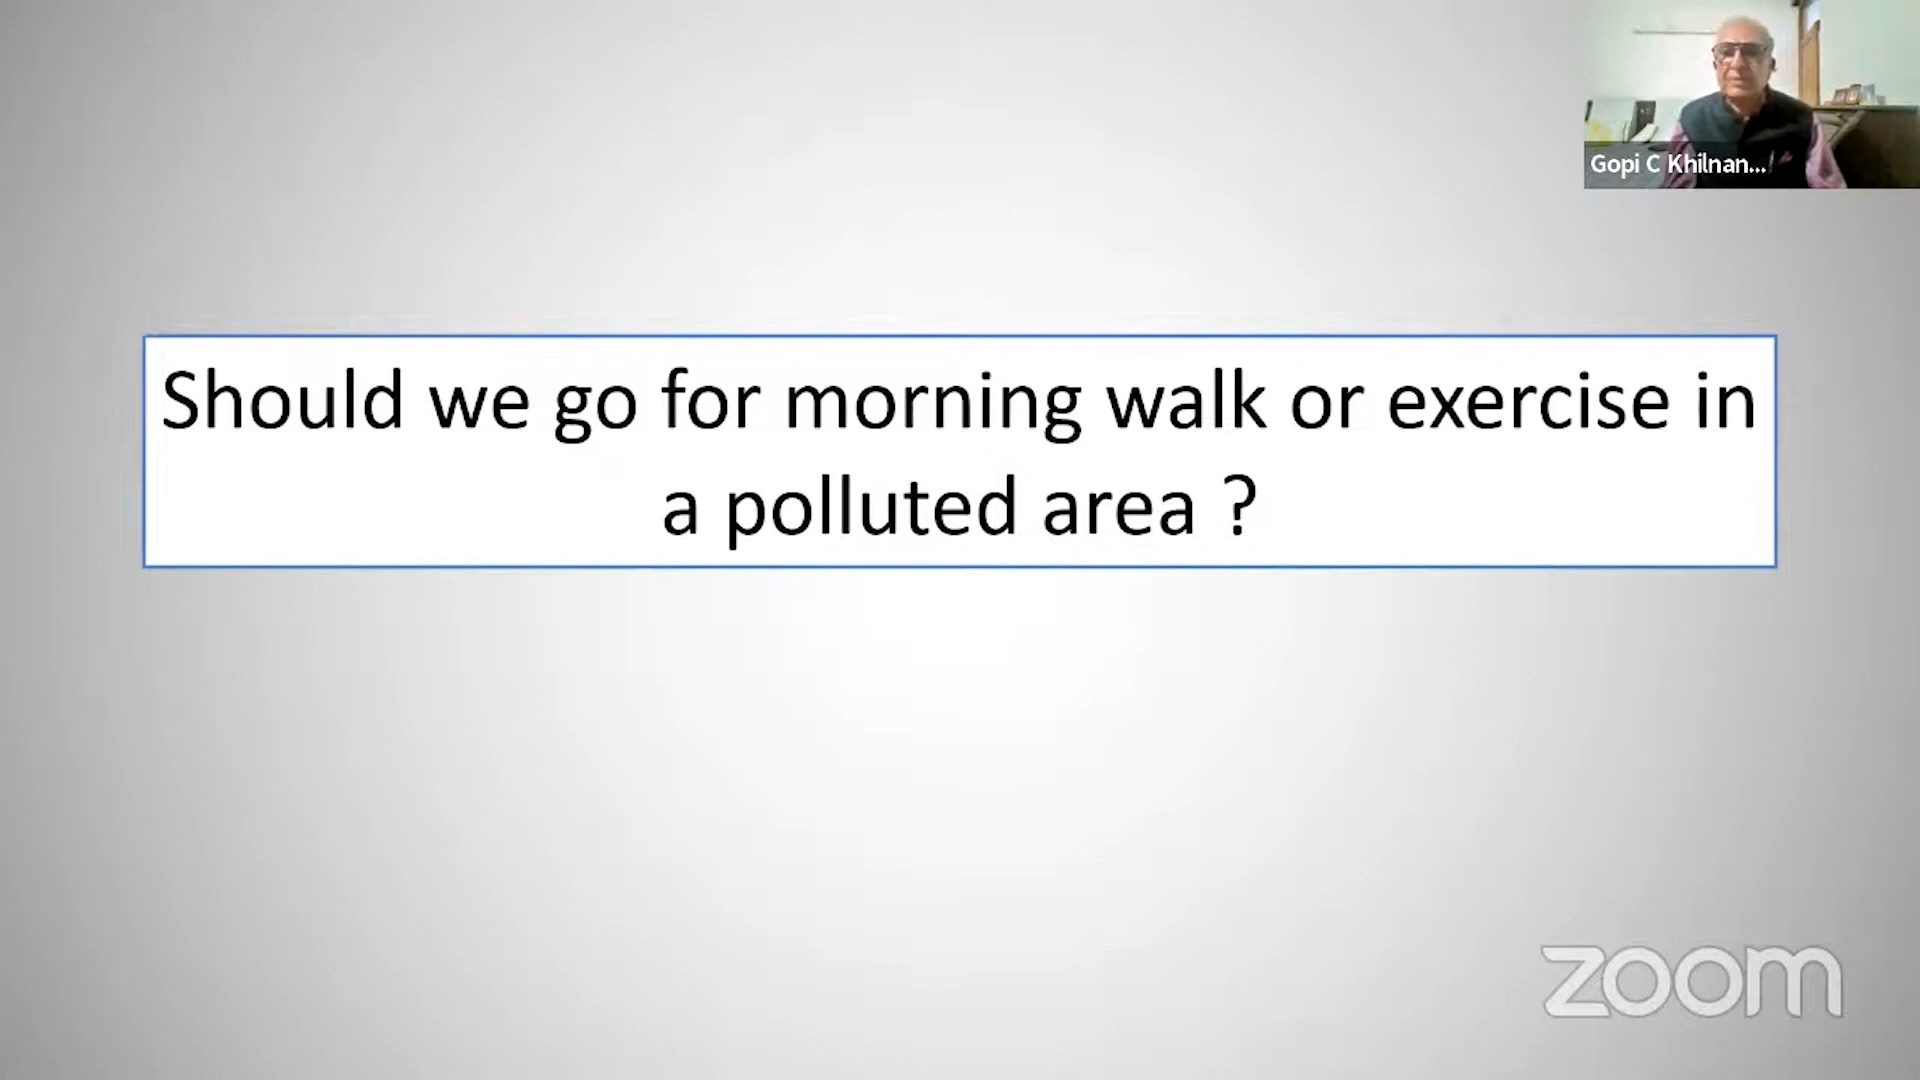 Gopi C Khilnan...
Should we go for morning walk or exercise in
a polluted area ?
zoom